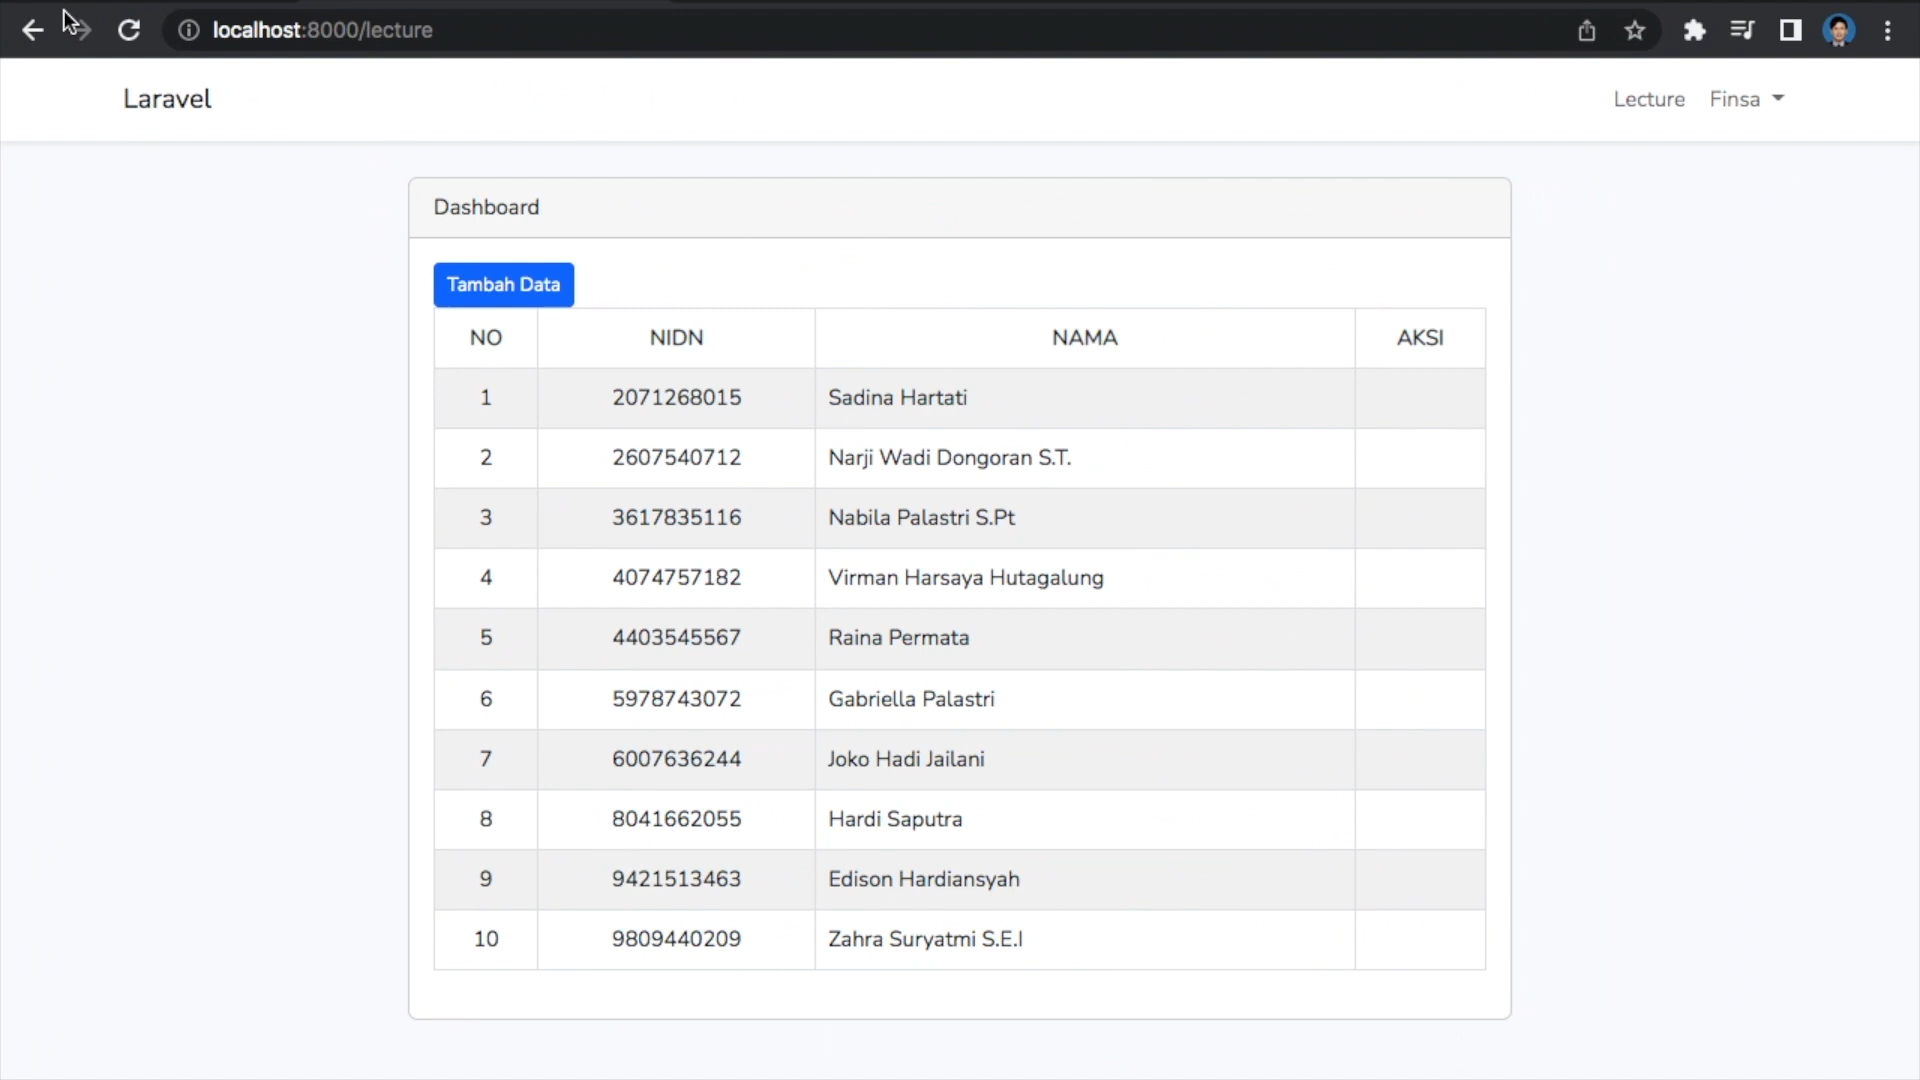 localhost:8000/lecture
Laravel
Lecture Finsa
Dashboard
Tambah Data
NO NIDN NAMA AKSI
1 2071268015 Sadina Hartati
2 2607540712 Narji Wadi Dongoran S.T.
3 3617835116 Nabila Palastri S.Pt
4 4074757182 Virman Harsaya Hutagalung
5 4403545567 Raina Permata
6 5978743072 Gabriella Palastri
7 6007636244 Joko Hadi Jailani
8 8041662055 Hardi Saputra
9 9421513463 Edison Hardiansyah
10 9809440209 Zahra Suryatmi S.E.I